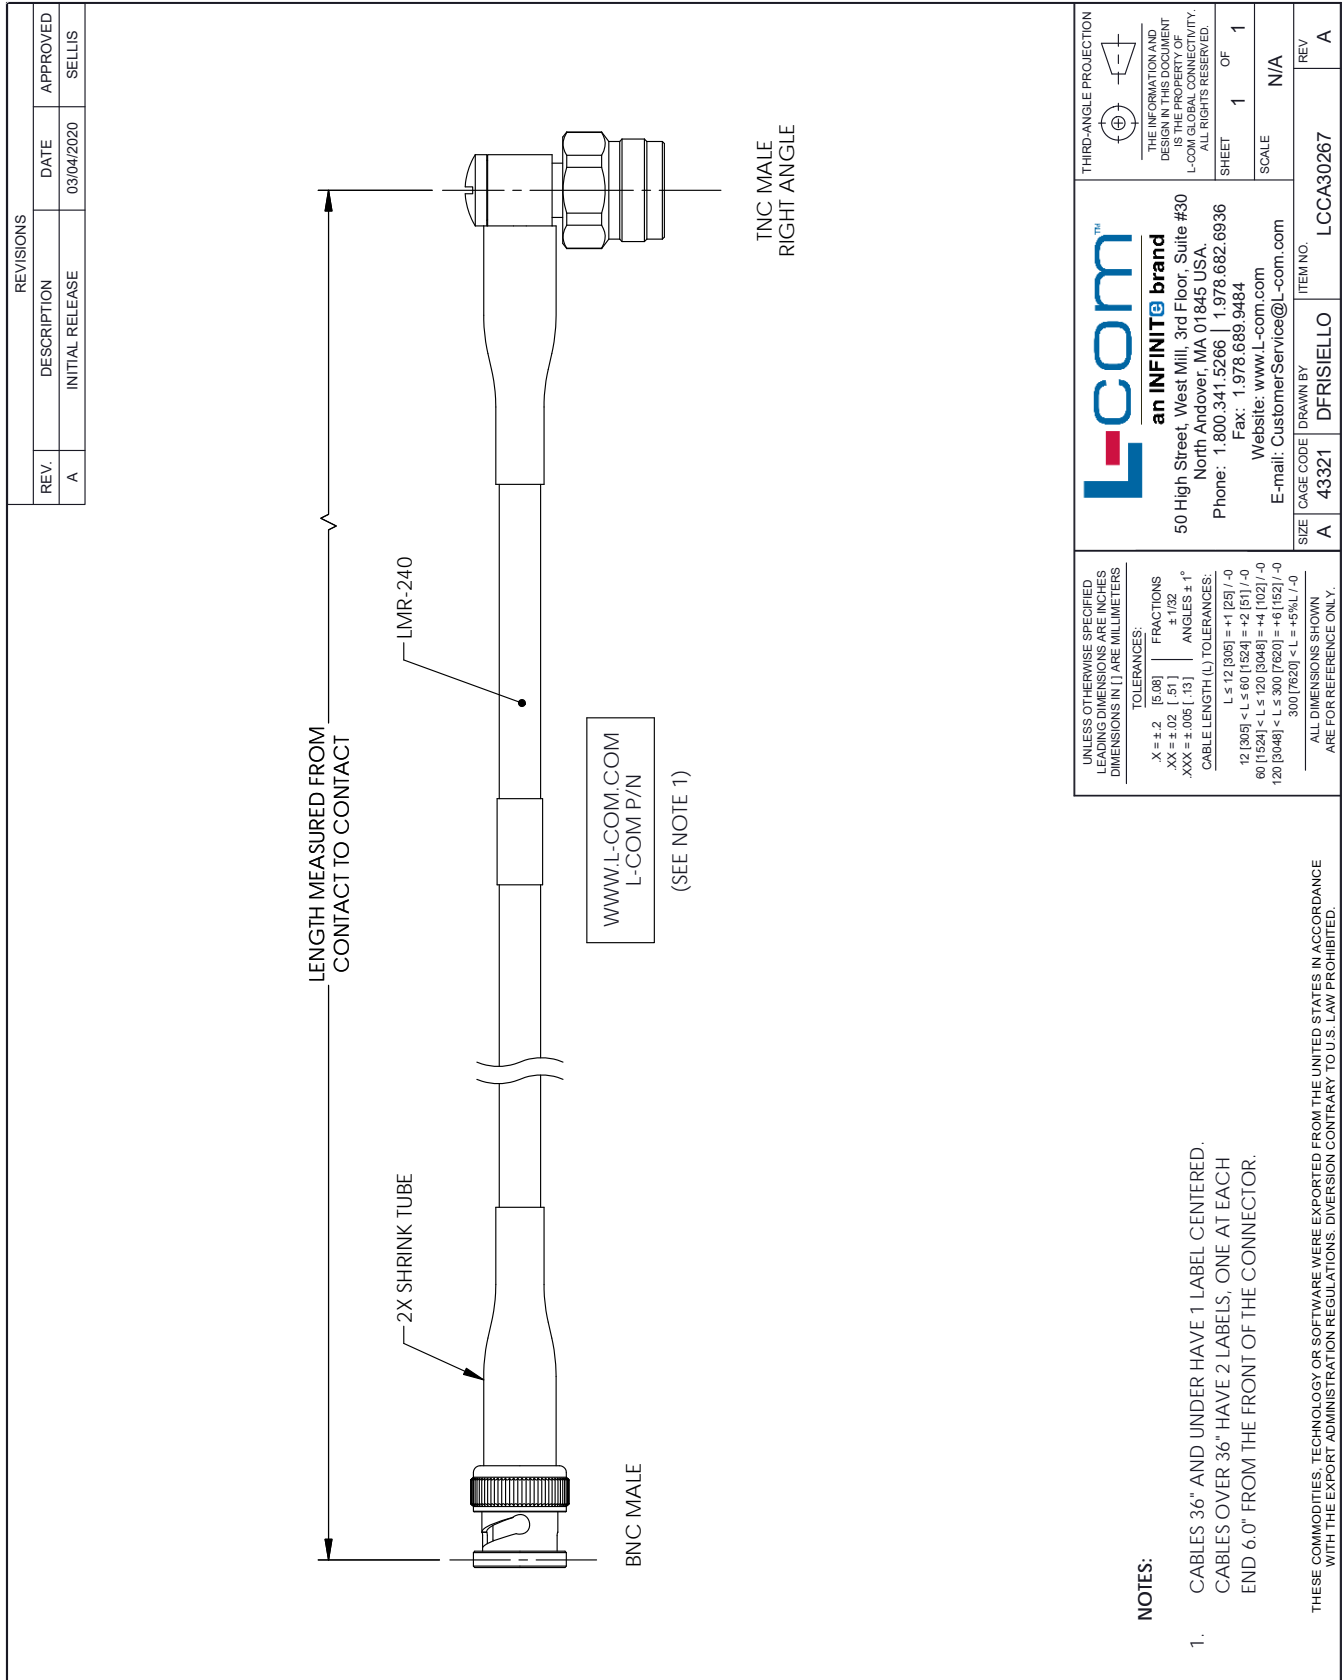 REVISIONS
REV. DESCRIPTION DATE APPROVED
A INITIAL RELEASE 03/04/2020 SELLIS
LENGTH MEASURED FROM
CONTACT TO CONTACT
2X SHRINK TUBE
LMR-240
BNC MALE
WWW.L-COM.COM
L-COM P/N
(SEE NOTE 1)
TNC MALE
RIGHT ANGLE
NOTES:
1. CABLES 36" AND UNDER HAVE 1 LABEL CENTERED.
CABLES OVER 36" HAVE 2 LABELS, ONE AT EACH
END 6.0" FROM THE FRONT OF THE CONNECTOR.
THESE COMMODITIES, TECHNOLOGY OR SOFTWARE WERE EXPORTED FROM THE UNITED STATES IN ACCORDANCE
WITH THE EXPORT ADMINISTRATION REGULATIONS. DIVERSION CONTRARY TO U.S. LAW PROHIBITED.
UNLESS OTHERWISE SPECIFIED
LEADING DIMENSIONS ARE INCHES
DIMENSIONS IN [ ] ARE MILLIMETERS
TOLERANCES:
.X = ±.2 [5.08] FRACTIONS
.XX = ±.02 [.51] ± 1/32
.XXX = ±.005 [.13] ANGLES ± 1°
CABLE LENGTH (L) TOLERANCES:
L ≤ 12 [305] = +1 [25] / -0
12 [305] < L ≤ 60 [1524] = +2 [51] / -0
60 [1524] < L ≤ 120 [3048] = +4 [102] / -0
120 [3048] < L ≤ 300 [7620] = +6 [152] / -0
300 [7620] < L = +5%L / -0
ALL DIMENSIONS SHOWN
ARE FOR REFERENCE ONLY.
L-com™
an INFINITe brand
50 High Street, West Mill, 3rd Floor, Suite #30
North Andover, MA 01845 USA.
Phone: 1.800.341.5266 | 1.978.682.6936
Fax: 1.978.689.9484
Website: www.L-com.com
E-mail: CustomerService@L-com.com
THIRD-ANGLE PROJECTION
THE INFORMATION AND
DESIGN IN THIS DOCUMENT
IS THE PROPERTY OF
L-COM GLOBAL CONNECTIVITY.
ALL RIGHTS RESERVED.
SHEET 1 OF 1
SCALE N/A
SIZE A
CAGE CODE 43321
DRAWN BY DFRISIELLO
ITEM NO. LCCA30267
REV A